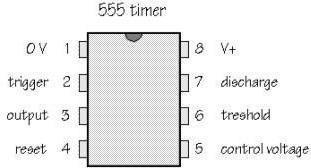 555 timer
0 V 1 8 V+
trigger 2 7 discharge
output 3 6 treshold
reset 4 5 control voltage